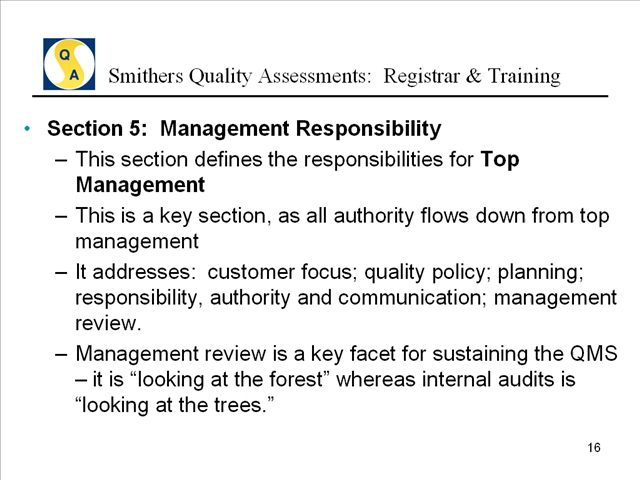 Q
A
Smithers Quality Assessments:  Registrar & Training
• Section 5:  Management Responsibility
– This section defines the responsibilities for Top
Management
– This is a key section, as all authority flows down from top
management
– It addresses:  customer focus; quality policy; planning;
responsibility, authority and communication; management
review.
– Management review is a key facet for sustaining the QMS
– it is “looking at the forest” whereas internal audits is
“looking at the trees.”
16